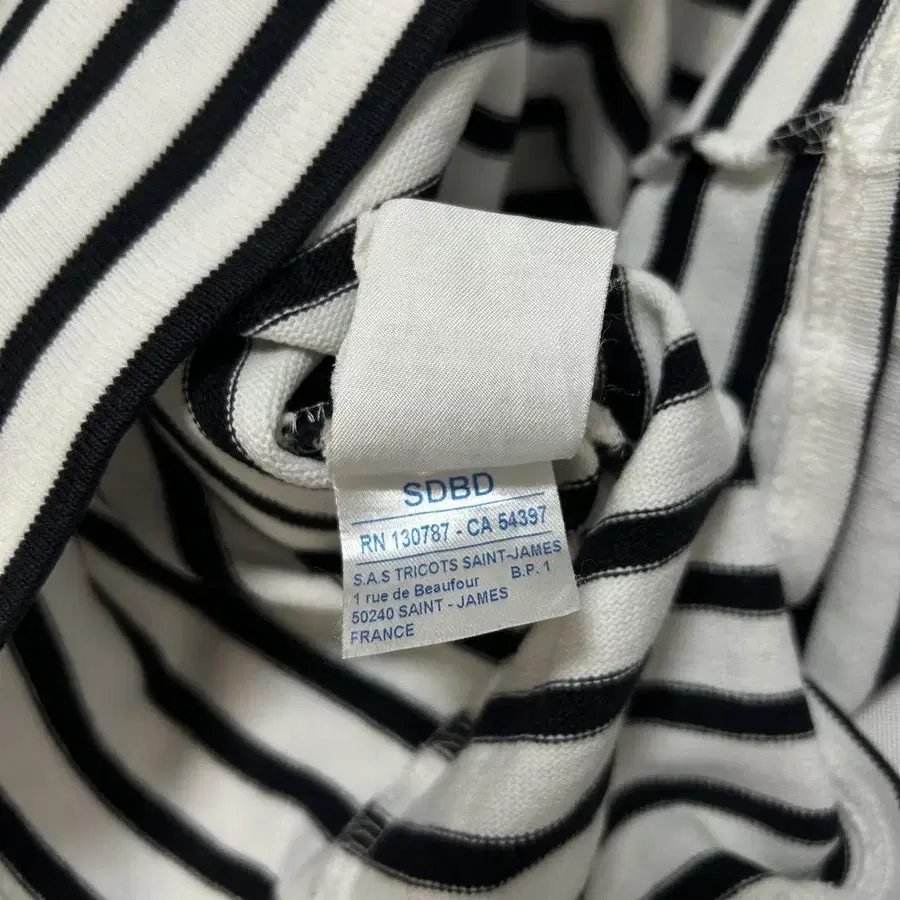 SDBD
RN 130787 - CA 54397
S.A.S TRICOTS SAINT-JAMES
1 rue de Beaufour B.P. 1
50240 SAINT - JAMES
FRANCE